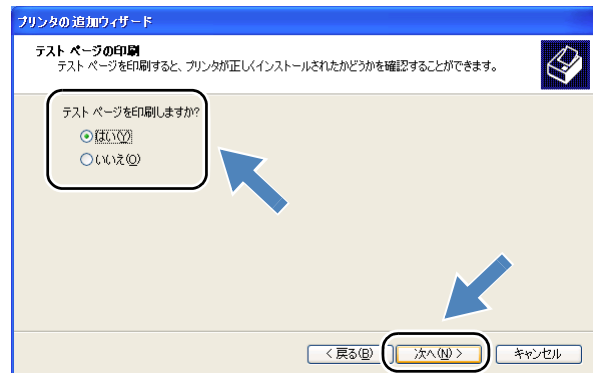 プリンタの追加ウィザード
テスト ページの印刷
テスト ページを印刷すると、プリンタが正しくインストールされたかどうかを確認することができます。
テスト ページを印刷しますか?
はい(Y)
いいえ(O)
< 戻る(B)
次へ(N) >
キャンセル